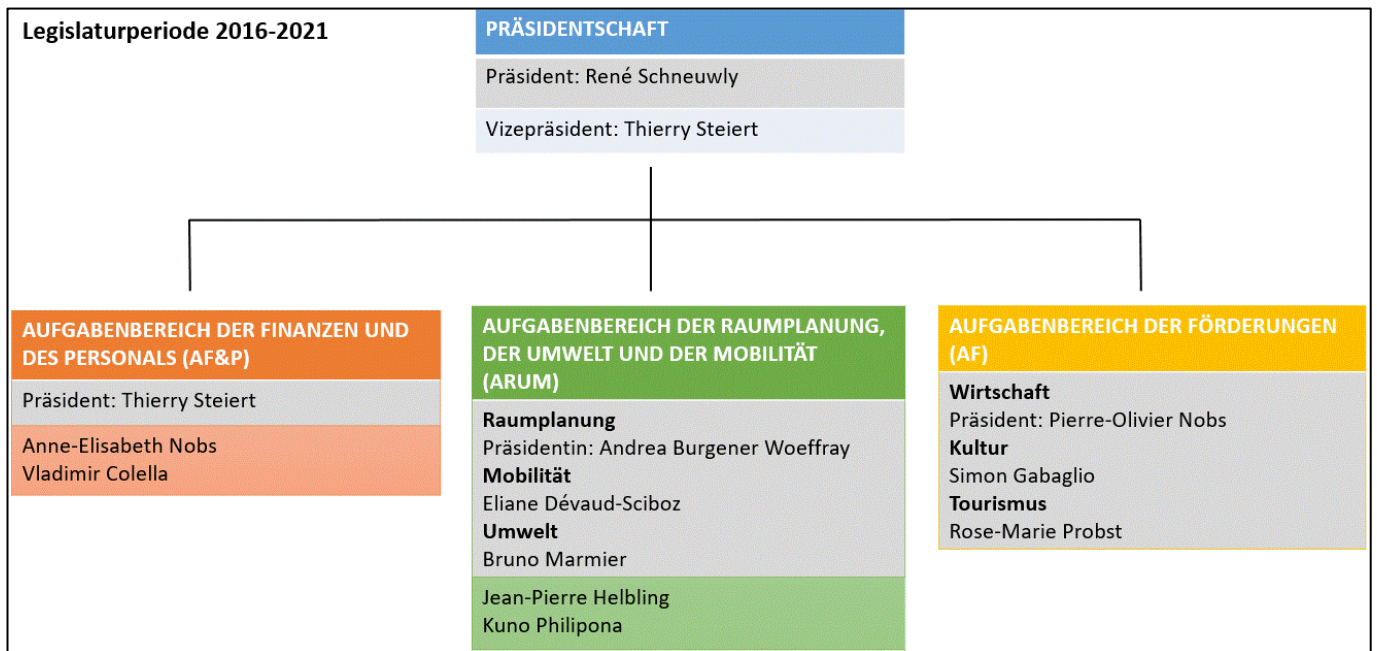 Legislaturperiode 2016-2021
PRÄSIDENTSCHAFT
Präsident: René Schneuwly
Vizepräsident: Thierry Steiert
AUFGABENBEREICH DER FINANZEN UND
DES PERSONALS (AF&P)
Präsident: Thierry Steiert
Anne-Elisabeth Nobs
Vladimir Colella
AUFGABENBEREICH DER RAUMPLANUNG,
DER UMWELT UND DER MOBILITÄT
(ARUM)
Raumplanung
Präsidentin: Andrea Burgener Woeffray
Mobilität
Eliane Dévaud-Sciboz
Umwelt
Bruno Marmier
Jean-Pierre Helbling
Kuno Philipona
AUFGABENBEREICH DER FÖRDERUNGEN
(AF)
Wirtschaft
Präsident: Pierre-Olivier Nobs
Kultur
Simon Gabaglio
Tourismus
Rose-Marie Probst